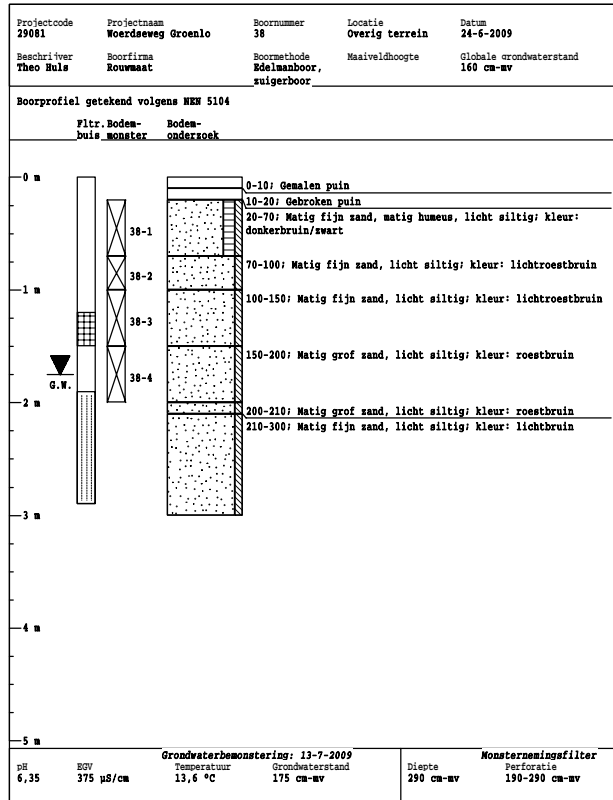 Projectcode Projectnaam Boornummer Locatie Datum
29081 Woerdseweg Groenlo 38 Overig terrein 24-6-2009
Beschrijver Boorfirma Boormethode Maaiveldhoogte Globale grondwaterstand
Theo Huls Rouwmaat Edelmanboor, 160 cm-mv
zuigerboor
Boorprofiel getekend volgens NEN 5104
Fltr. Bodem- Bodem-
buis monster onderzoek
0 m
0-10; Gemalen puin
10-20; Gebroken puin
20-70; Matig fijn zand, matig humeus, licht siltig; kleur:
donkerbruin/zwart
38-1
70-100; Matig fijn zand, licht siltig; kleur: lichtroestbruin
38-2
1 m
100-150; Matig fijn zand, licht siltig; kleur: lichtroestbruin
38-3
150-200; Matig grof zand, licht siltig; kleur: roestbruin
38-4
G.W.
2 m
200-210; Matig grof zand, licht siltig; kleur: roestbruin
210-300; Matig fijn zand, licht siltig; kleur: lichtbruin
3 m
4 m
5 m
Grondwaterbemonstering: 13-7-2009 Monsternemingsfilter
pH EGV Temperatuur Grondwaterstand Diepte Perforatie
6,35 375 µS/cm 13,6 °C 175 cm-mv 290 cm-mv 190-290 cm-mv